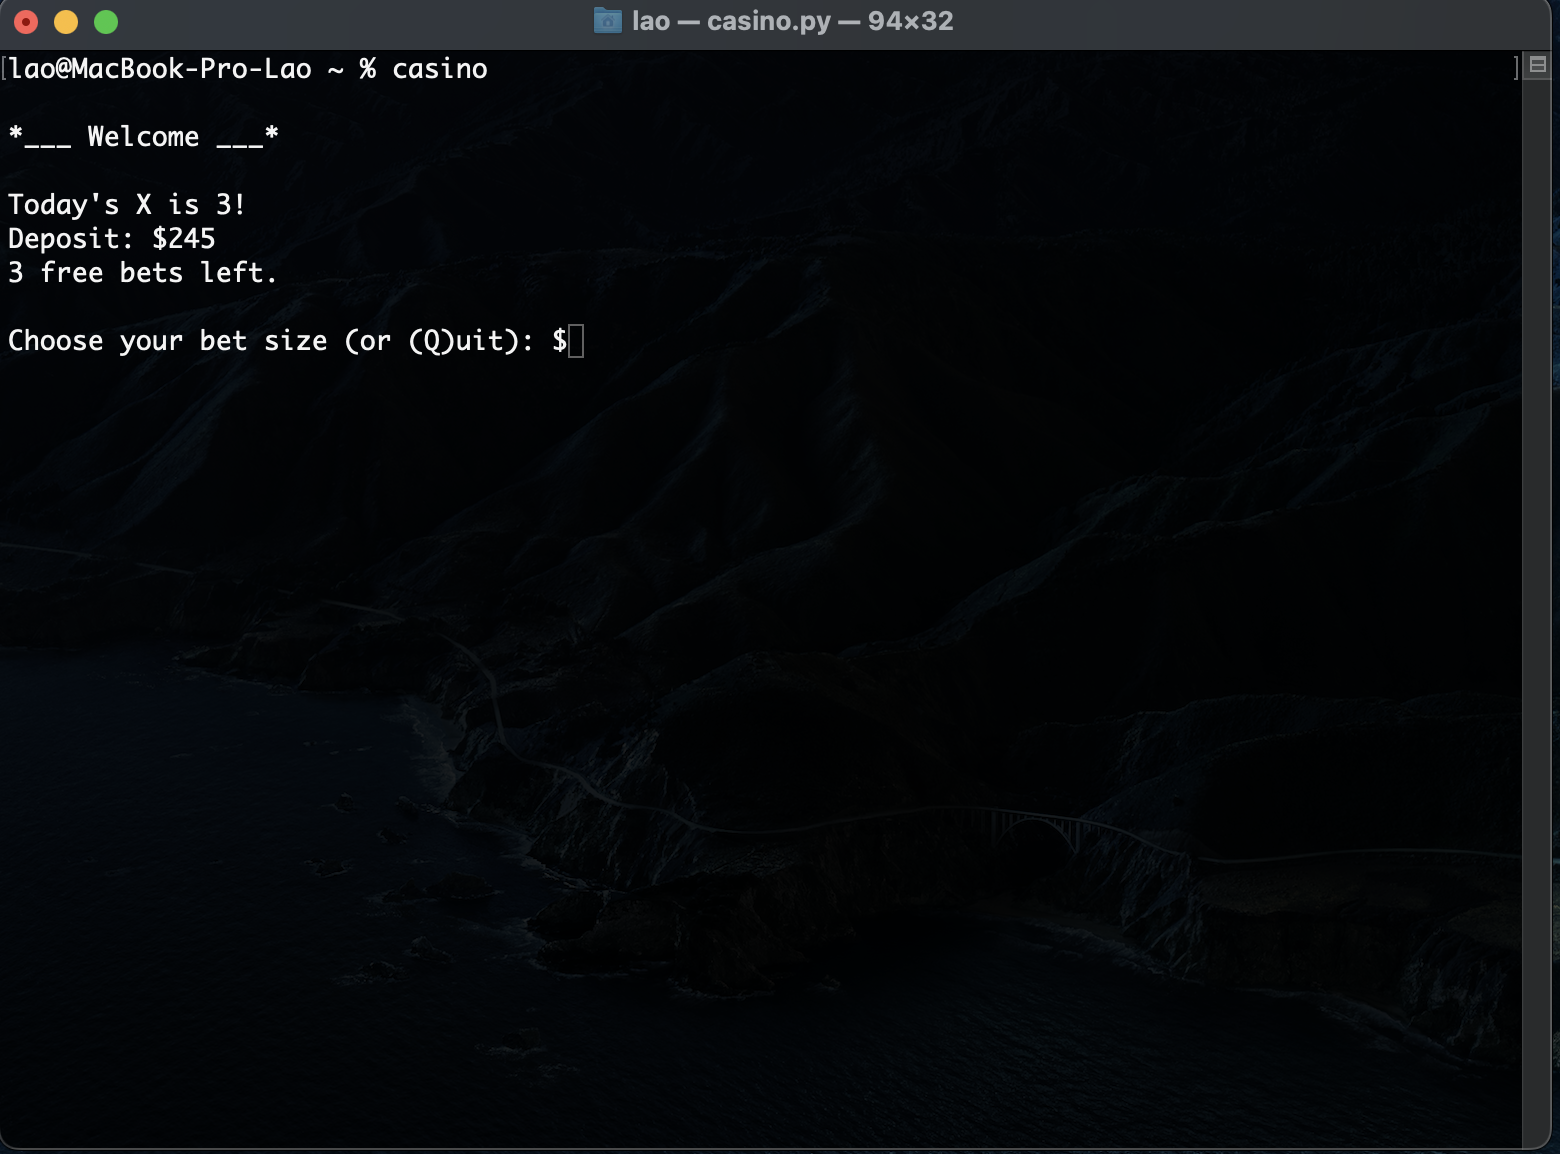 lao — casino.py — 94×32
[lao@MacBook-Pro-Lao ~ % casino ]
*___ Welcome ___*
Today's X is 3!
Deposit: $245
3 free bets left.
Choose your bet size (or (Q)uit): $